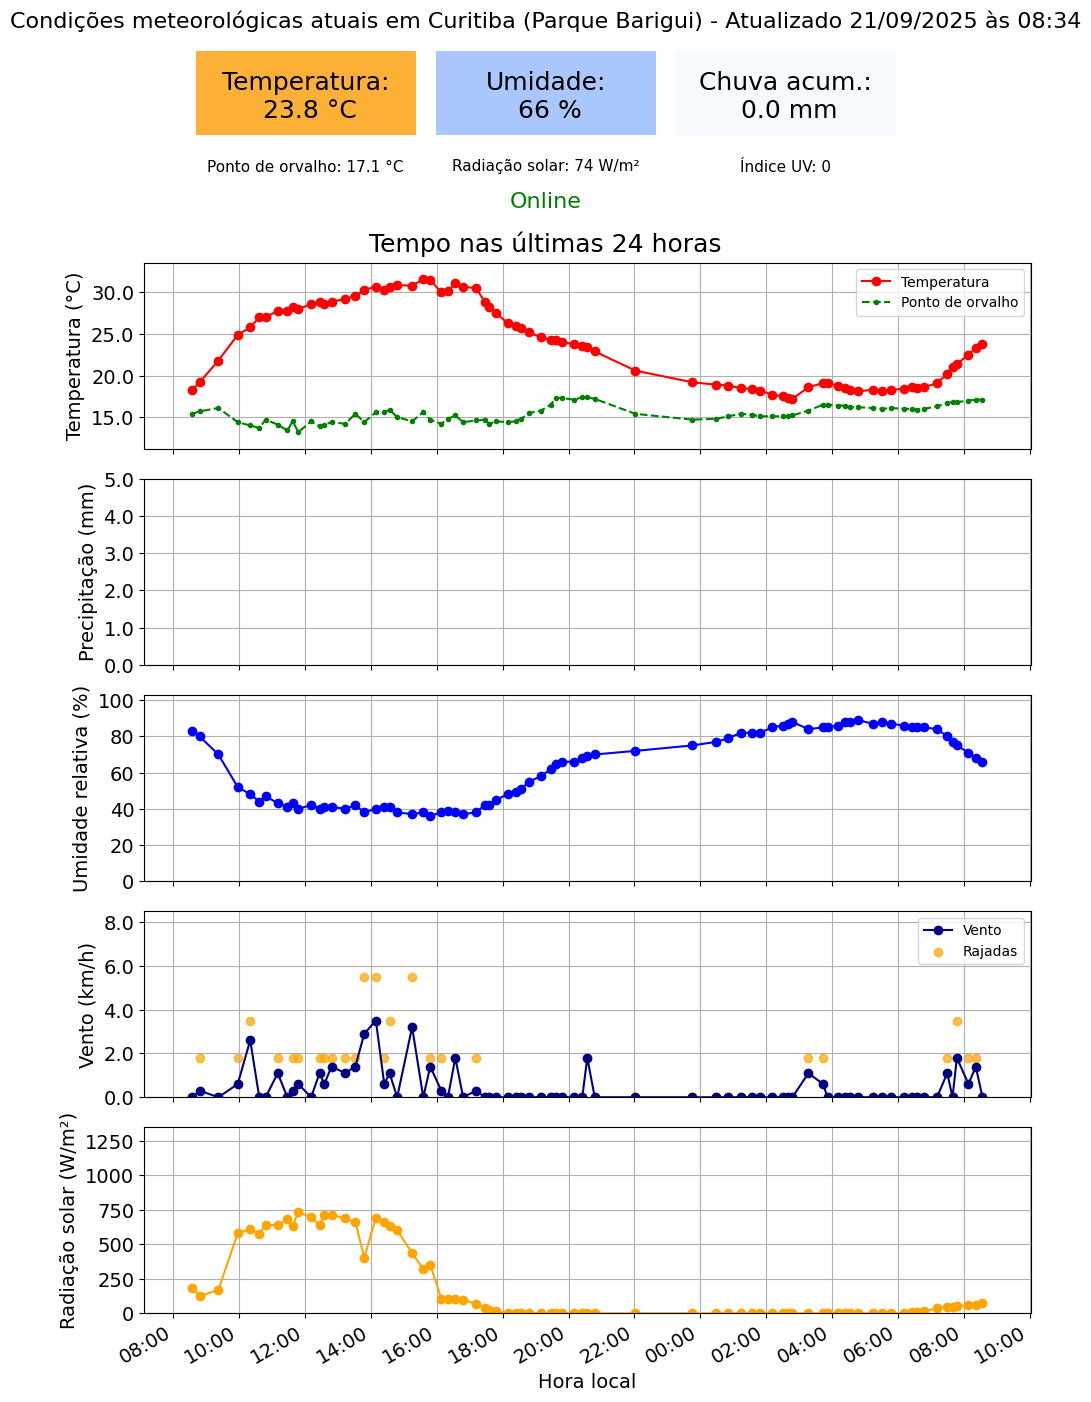 Condições meteorológicas atuais em Curitiba (Parque Barigui) - Atualizado 21/09/2025 às 08:34
Temperatura:
23.8 °C
Umidade:
66 %
Chuva acum.:
0.0 mm
Ponto de orvalho: 17.1 °C
Radiação solar: 74 W/m²
Índice UV: 0
Online
Tempo nas últimas 24 horas
Temperatura (°C)
30.0
25.0
20.0
15.0
Temperatura
Ponto de orvalho
Precipitação (mm)
5.0
4.0
3.0
2.0
1.0
0.0
Umidade relativa (%)
100
80
60
40
20
0
Vento (km/h)
8.0
6.0
4.0
2.0
0.0
Vento
Rajadas
Radiação solar (W/m²)
1250
1000
750
500
250
0
08:00 10:00 12:00 14:00 16:00 18:00 20:00 22:00 00:00 02:00 04:00 06:00 08:00 10:00
Hora local